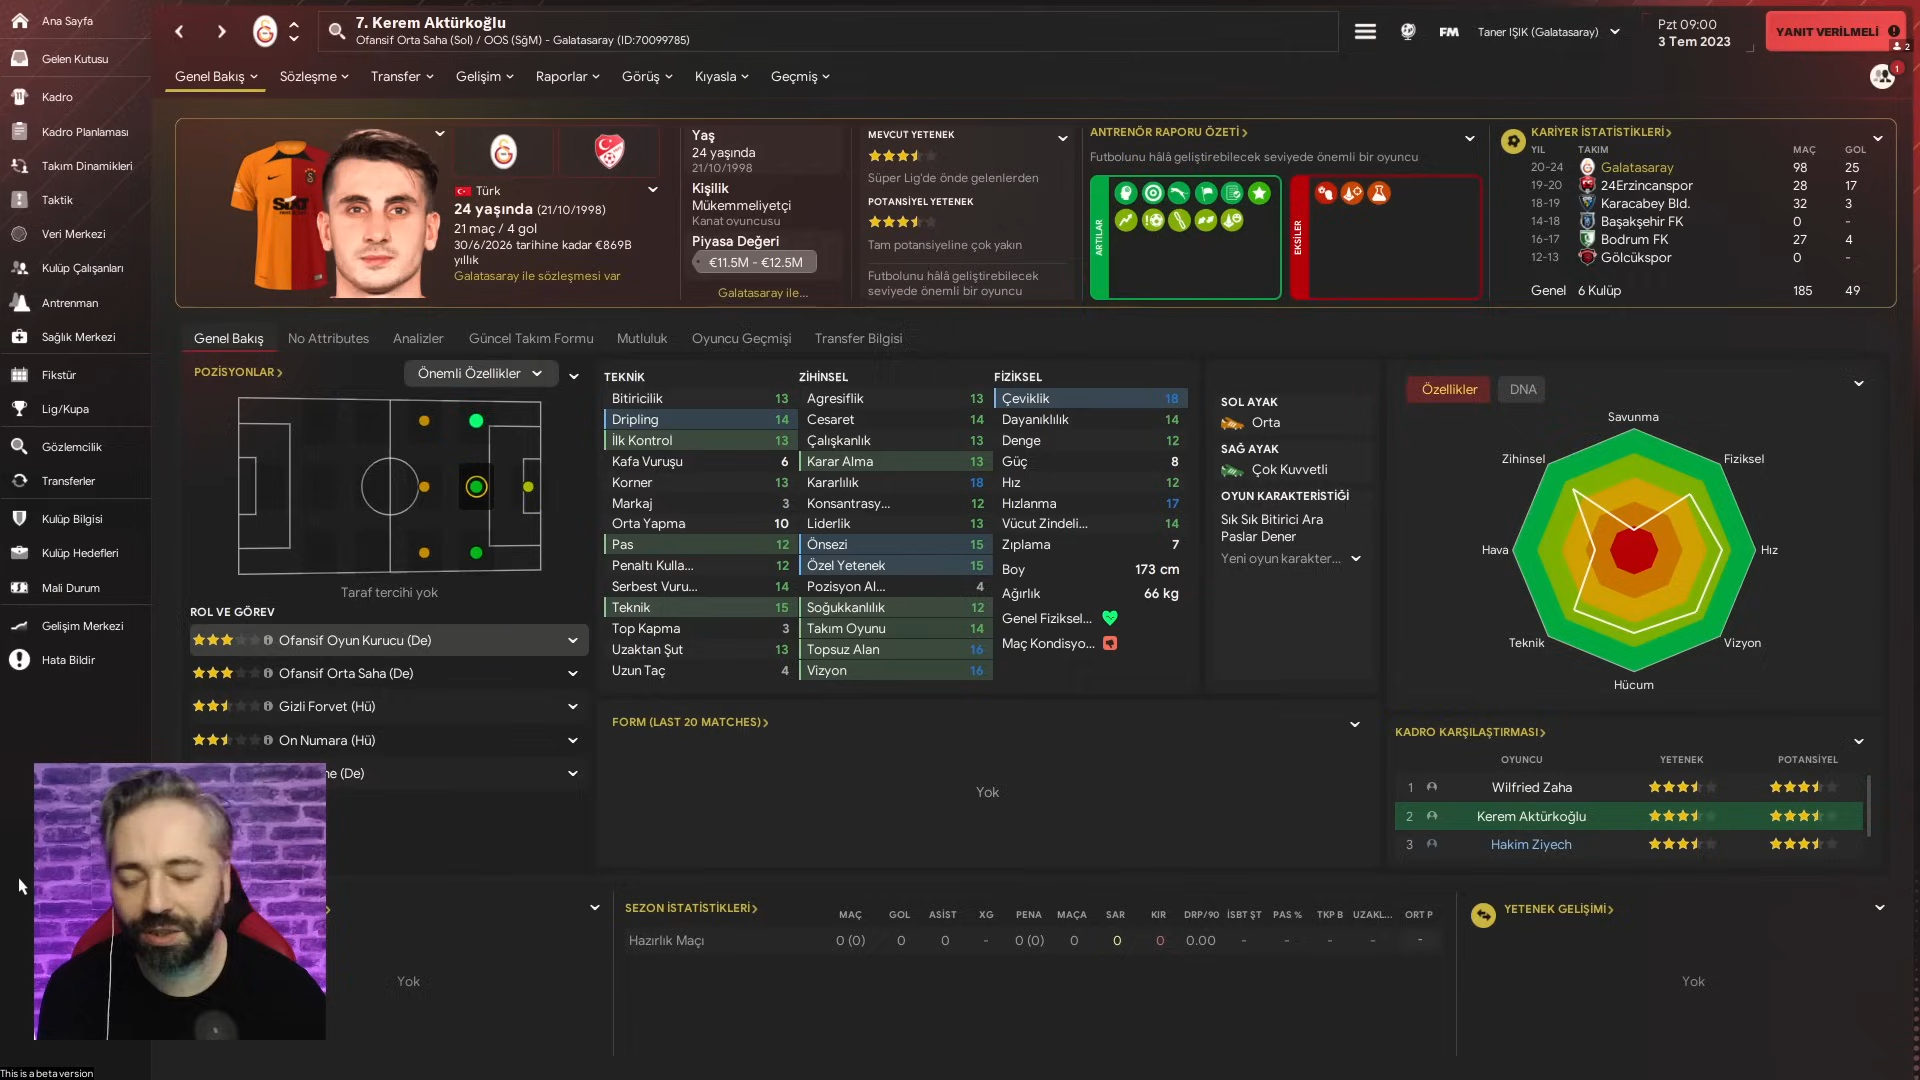 Ana Sayfa
Gelen Kutusu
Kadro
Kadro Planlaması
Takım Dinamikleri
Taktik
Veri Merkezi
Kulüp Çalışanları
Antrenman
Sağlık Merkezi
Fikstür
Lig/Kupa
Gözlemcilik
Transferler
Kulüp Bilgisi
Kulüp Hedefleri
Mali Durum
Gelişim Merkezi
Hata Bildir
7. Kerem Aktürkoğlu
Ofansif Orta Saha (Sol) / OOS (SğM) - Galatasaray (ID:70099785)
FM
Taner IŞIK (Galatasaray)
Pzt 09:00
3 Tem 2023
YANIT VERİLMELİ
2
1
Genel Bakış
Sözleşme
Transfer
Gelişim
Raporlar
Görüş
Kıyasla
Geçmiş
SIXT
Türk
24 yaşında (21/10/1998)
21 maç / 4 gol
30/6/2026 tarihine kadar €869B
yıllık
Galatasaray ile sözleşmesi var
Yaş
24 yaşında
21/10/1998
Kişilik
Mükemmeliyetçi
Kanat oyuncusu
Piyasa Değeri
€11.5M - €12.5M
Galatasaray ile...
MEVCUT YETENEK
Süper Lig'de önde gelenlerden
POTANSİYEL YETENEK
Tam potansiyeline çok yakın
Futbolunu hâlâ geliştirebilecek
seviyede önemli bir oyuncu
ANTRENÖR RAPORU ÖZETİ
Futbolunu hâlâ geliştirebilecek seviyede önemli bir oyuncu
ARTILAR
EKSİLER
KARİYER İSTATİSTİKLERİ
YIL TAKIM MAÇ GOL
20-24 Galatasaray 98 25
19-20 24Erzincanspor 28 17
18-19 Karacabey Bld. 32 3
14-18 Başakşehir FK 0 -
16-17 Bodrum FK 27 4
12-13 Gölcükspor 0 -
Genel 6 Kulüp 185 49
Genel Bakış
No Attributes
Analizler
Güncel Takım Formu
Mutluluk
Oyuncu Geçmişi
Transfer Bilgisi
POZİSYONLAR
Önemli Özellikler
Taraf tercihi yok
ROL VE GÖREV
Ofansif Oyun Kurucu (De)
Ofansif Orta Saha (De)
Gizli Forvet (Hü)
On Numara (Hü)
ne (De)
TEKNİK
Bitiricilik 13
Dripling 14
İlk Kontrol 13
Kafa Vuruşu 6
Korner 13
Markaj 3
Orta Yapma 10
Pas 12
Penaltı Kulla... 12
Serbest Vuru... 14
Teknik 15
Top Kapma 3
Uzaktan Şut 13
Uzun Taç 4
ZİHİNSEL
Agresiflik 13
Cesaret 14
Çalışkanlık 13
Karar Alma 13
Kararlılık 18
Konsantrasy... 12
Liderlik 13
Önsezi 15
Özel Yetenek 15
Pozisyon Al... 4
Soğukkanlılık 12
Takım Oyunu 14
Topsuz Alan 16
Vizyon 16
FİZİKSEL
Çeviklik 18
Dayanıklılık 14
Denge 12
Güç 8
Hız 12
Hızlanma 17
Vücut Zindeli... 14
Zıplama 7
Boy 173 cm
Ağırlık 66 kg
Genel Fiziksel...
Maç Kondisyo...
SOL AYAK
Orta
SAĞ AYAK
Çok Kuvvetli
OYUN KARAKTERİSTİĞİ
Sık Sık Bitirici Ara
Paslar Dener
Yeni oyun karakter...
Özellikler
DNA
Savunma
Zihinsel
Fiziksel
Hava
Hız
Teknik
Vizyon
Hücum
FORM (LAST 20 MATCHES)
Yok
KADRO KARŞILAŞTIRMASI
OYUNCU YETENEK POTANSİYEL
1 Wilfried Zaha
2 Kerem Aktürkoğlu
3 Hakim Ziyech
Yok
SEZON İSTATİSTİKLERİ
MAÇ GOL ASİST XG PENA MAÇA SAR KIR DRP/90 İSBT ŞT PAS % TKP B UZAKL... ORT P
Hazırlık Maçı 0 (0) 0 0 - 0 (0) 0 0 0 0.00 - - - - -
YETENEK GELİŞİMİ
Yok
This is a beta version